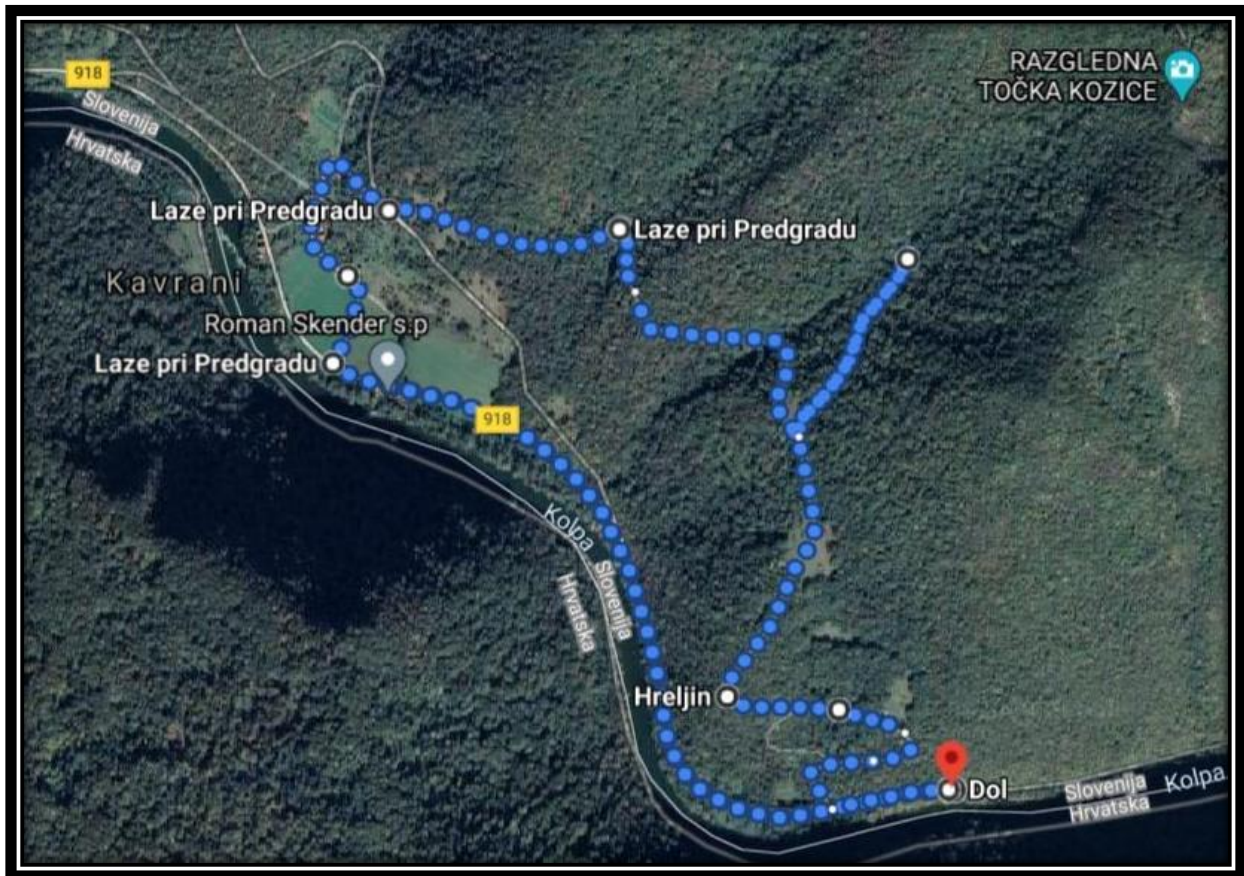 RAZGLEDNA
TOČKA KOZICE
918
Slovenija
Hrvatska
Laze pri Predgradu
Laze pri Predgradu
Kavrani
Roman Skender s.p
Laze pri Predgradu
918
Kolpa
Slovenija
Hrvatska
Hreljin
Dol
Slovenija
Kolpa
Hrvatska